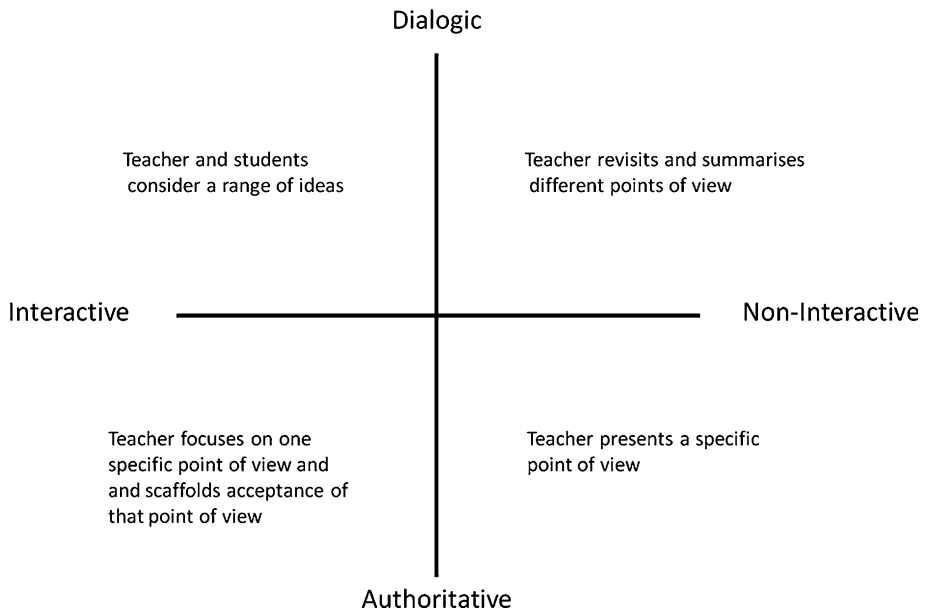 Dialogic
Teacher and students
consider a range of ideas
Teacher revisits and summarises
different points of view
Interactive
Non-Interactive
Teacher focuses on one
specific point of view and
and scaffolds acceptance of
that point of view
Teacher presents a specific
point of view
Authoritative